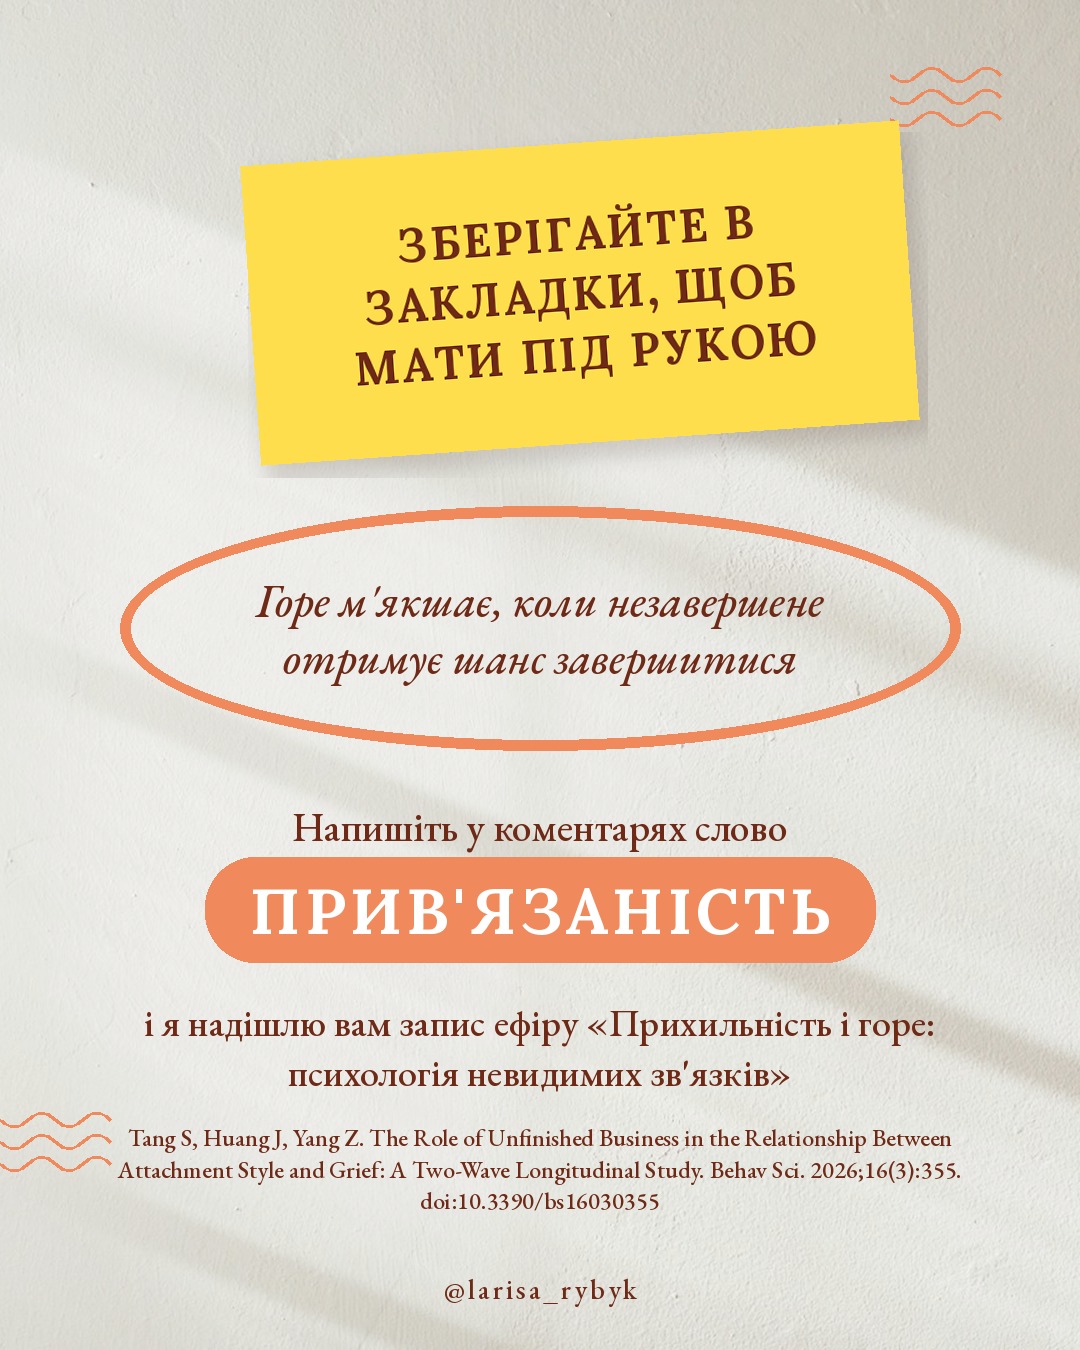 ЗБЕРІГАЙТЕ В
ЗАКЛАДКИ, ЩОБ
МАТИ ПІД РУКОЮ
Горе м'якшає, коли незавершене
отримує шанс завершитися
Напишіть у коментарях слово
ПРИВ'ЯЗАНІСТЬ
і я надішлю вам запис ефіру «Прихильність і горе:
психологія невидимих зв'язків»
Tang S, Huang J, Yang Z. The Role of Unfinished Business in the Relationship Between
Attachment Style and Grief: A Two-Wave Longitudinal Study. Behav Sci. 2026;16(3):355.
doi:10.3390/bs16030355
@larisa_rybyk